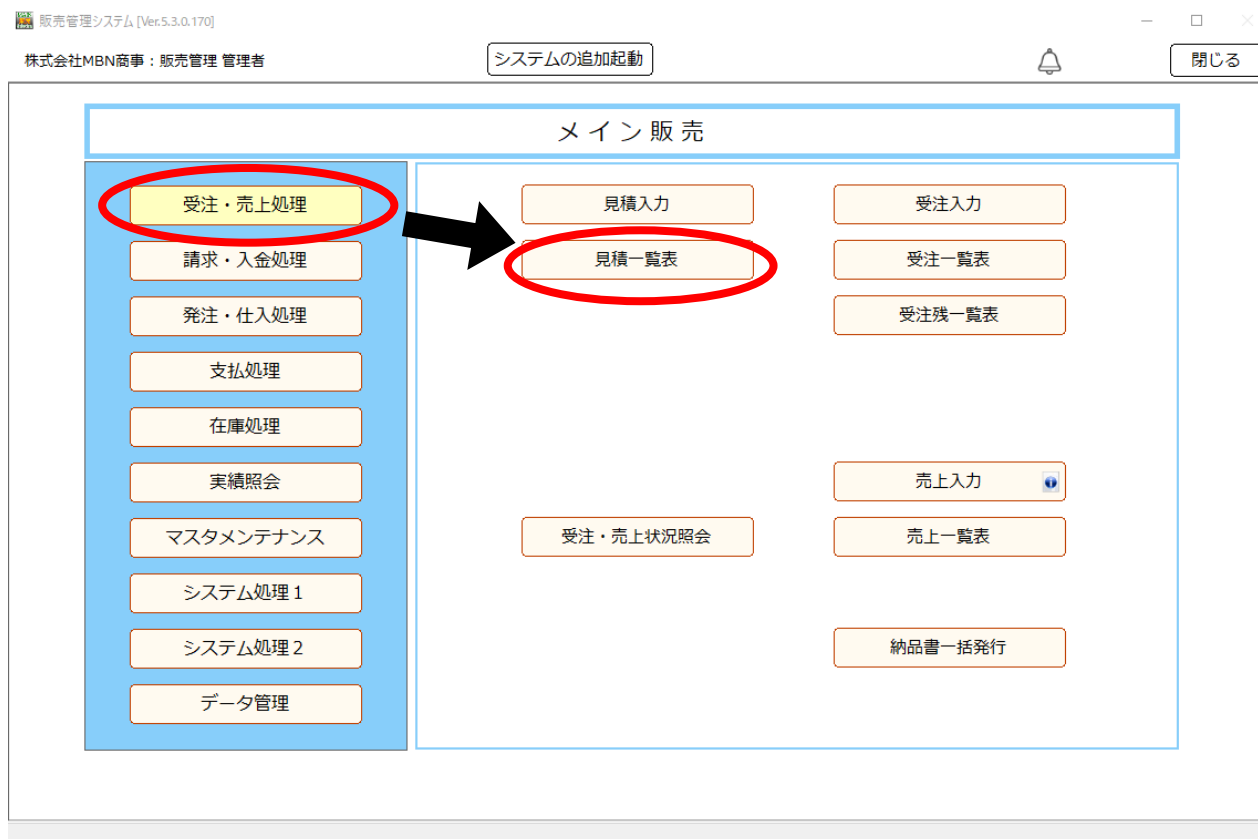 販売管理システム [Ver.5.3.0.170]
株式会社MBN商事：販売管理 管理者
システムの追加起動
閉じる
メイン販売
受注・売上処理
請求・入金処理
発注・仕入処理
支払処理
在庫処理
実績照会
マスタメンテナンス
システム処理１
システム処理２
データ管理
見積入力
受注入力
見積一覧表
受注一覧表
受注残一覧表
売上入力
受注・売上状況照会
売上一覧表
納品書一括発行